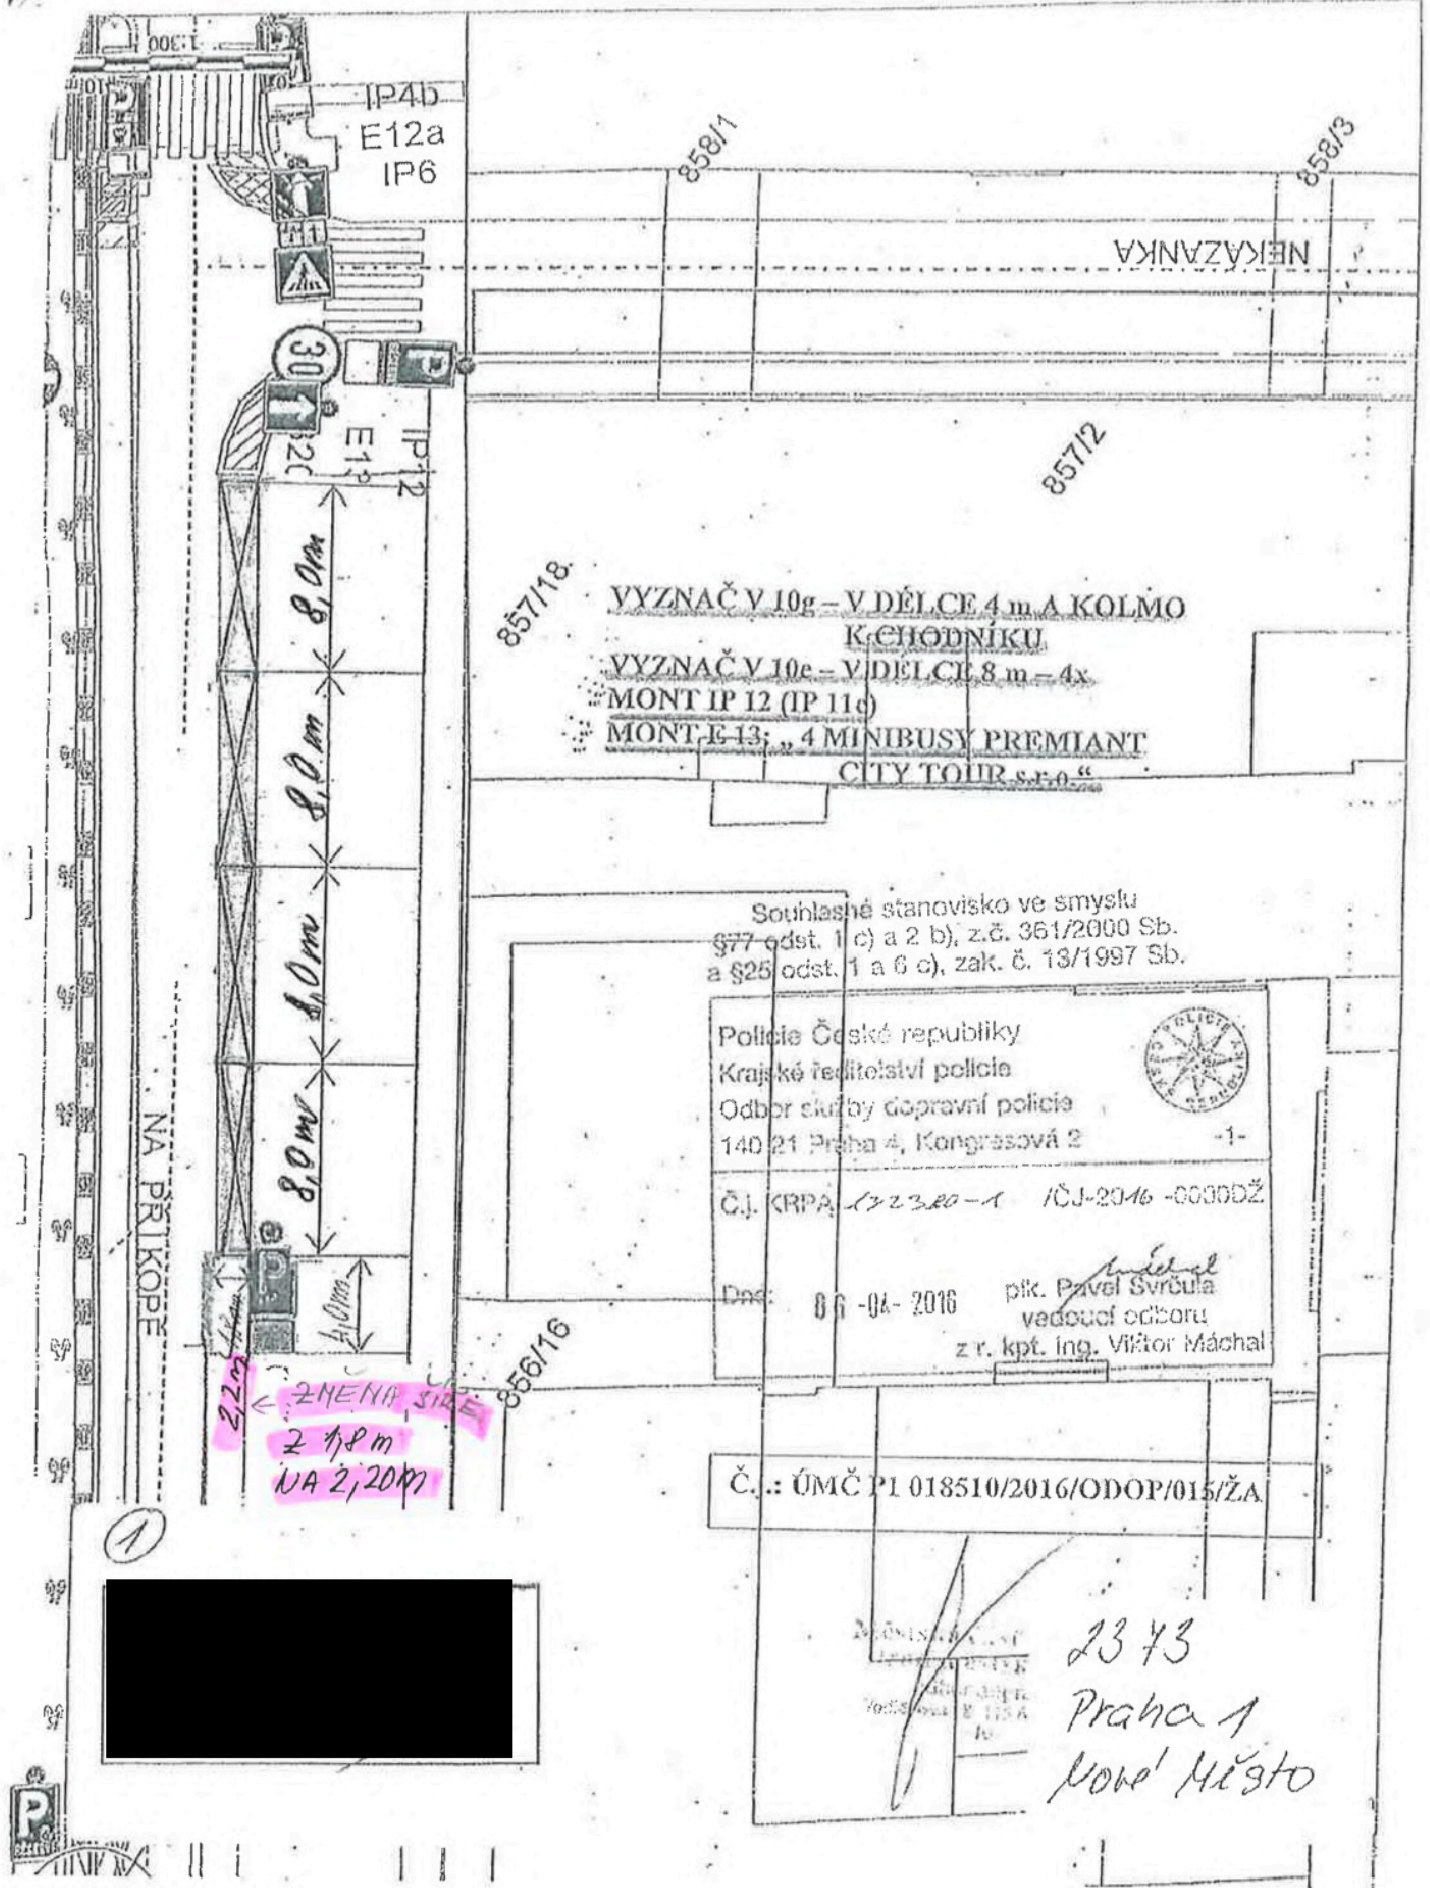 1:300
IP4b
E12a
IP6
858/1
858/3
NEKÁZANKA
30
P
IP12
857/2
857/18
8,0m
8,0m
8,0m
8,0m
VYZNAČ V 10g – V DÉLCE 4 m A KOLMO
K CHODNÍKU
VYZNAČ V 10e – V DÉLCE 8 m – 4x
MONT IP 12 (IP 11c)
MONT E 13; „ 4 MINIBUSY PREMIANT
CITY TOUR s.r.o.“
Souhlasné stanovisko ve smyslu
§77 odst. 1 c) a 2 b), z.č. 361/2000 Sb.
a §25 odst. 1 a 6 c), zak. č. 13/1997 Sb.
Policie České republiky
Krajské ředitelství policie
Odbor služby dopravní policie
140 21 Praha 4, Kongresová 2 -1-
Č.j. KRPA /ČJ-2016 -0000DŽ
Dne: 06 -04- 2016
plk. Pavel Švrčula
vedoucí odboru
z r. kpt. Ing. Viktor Máchal
NA PŘÍKOPĚ
P
4,0m
2,2m
ZMĚNA ŠÍŘE
Z 1,8 m
NA 2,20m
856/16
Č.j.: ÚMČ P1 018510/2016/ODOP/015/ŽA
1
2373
Praha 1
Nové Město
P